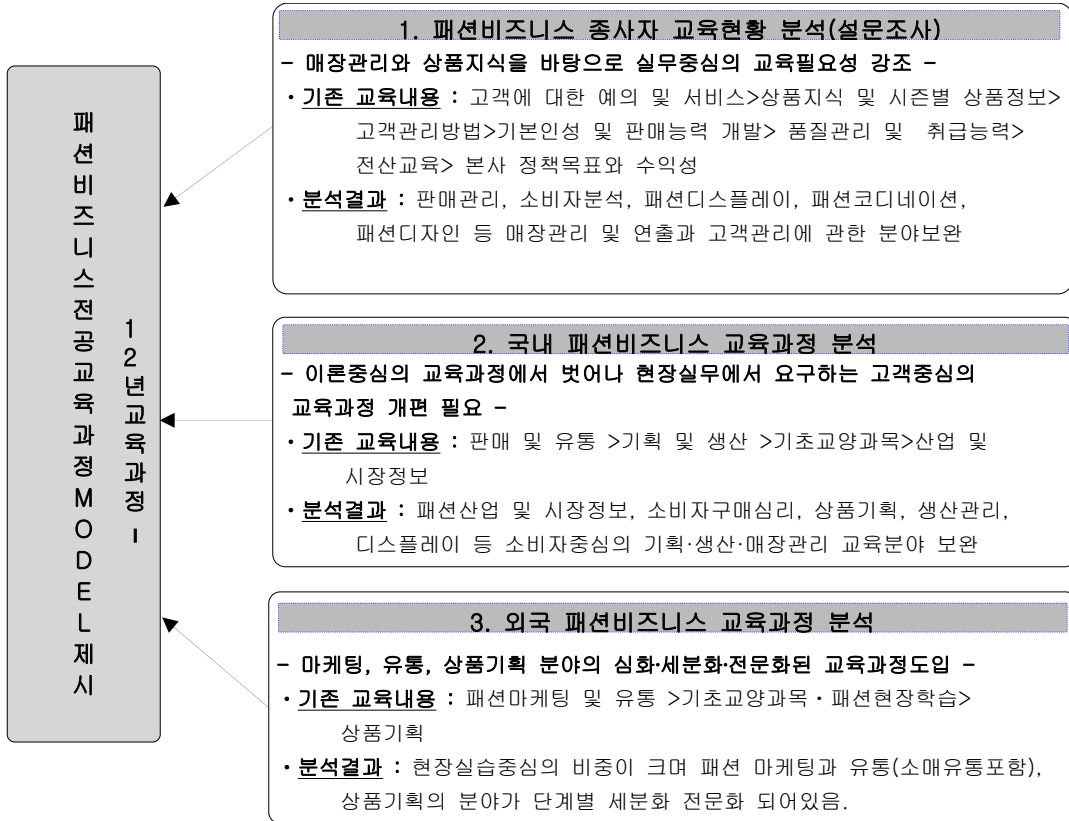 패션비즈니스전공교육과정MODEL제시
12년교육과정 I
1. 패션비즈니스 종사자 교육현황 분석(설문조사)
- 매장관리와 상품지식을 바탕으로 실무중심의 교육필요성 강조 -
· 기존 교육내용 : 고객에 대한 예의 및 서비스>상품지식 및 시즌별 상품정보>
고객관리방법>기본인성 및 판매능력 개발> 품질관리 및 취급능력>
전산교육> 본사 정책목표와 수익성
· 분석결과 : 판매관리, 소비자분석, 패션디스플레이, 패션코디네이션,
패션디자인 등 매장관리 및 연출과 고객관리에 관한 분야보완
2. 국내 패션비즈니스 교육과정 분석
- 이론중심의 교육과정에서 벗어나 현장실무에서 요구하는 고객중심의
교육과정 개편 필요 -
· 기존 교육내용 : 판매 및 유통 >기획 및 생산 >기초교양과목>산업 및
시장정보
· 분석결과 : 패션산업 및 시장정보, 소비자구매심리, 상품기획, 생산관리,
디스플레이 등 소비자중심의 기획·생산·매장관리 교육분야 보완
3. 외국 패션비즈니스 교육과정 분석
- 마케팅, 유통, 상품기획 분야의 심화·세분화·전문화된 교육과정도입 -
· 기존 교육내용 : 패션마케팅 및 유통 >기초교양과목 · 패션현장학습>
상품기획
· 분석결과 : 현장실습중심의 비중이 크며 패션 마케팅과 유통(소매유통포함),
상품기획의 분야가 단계별 세분화 전문화 되어있음.